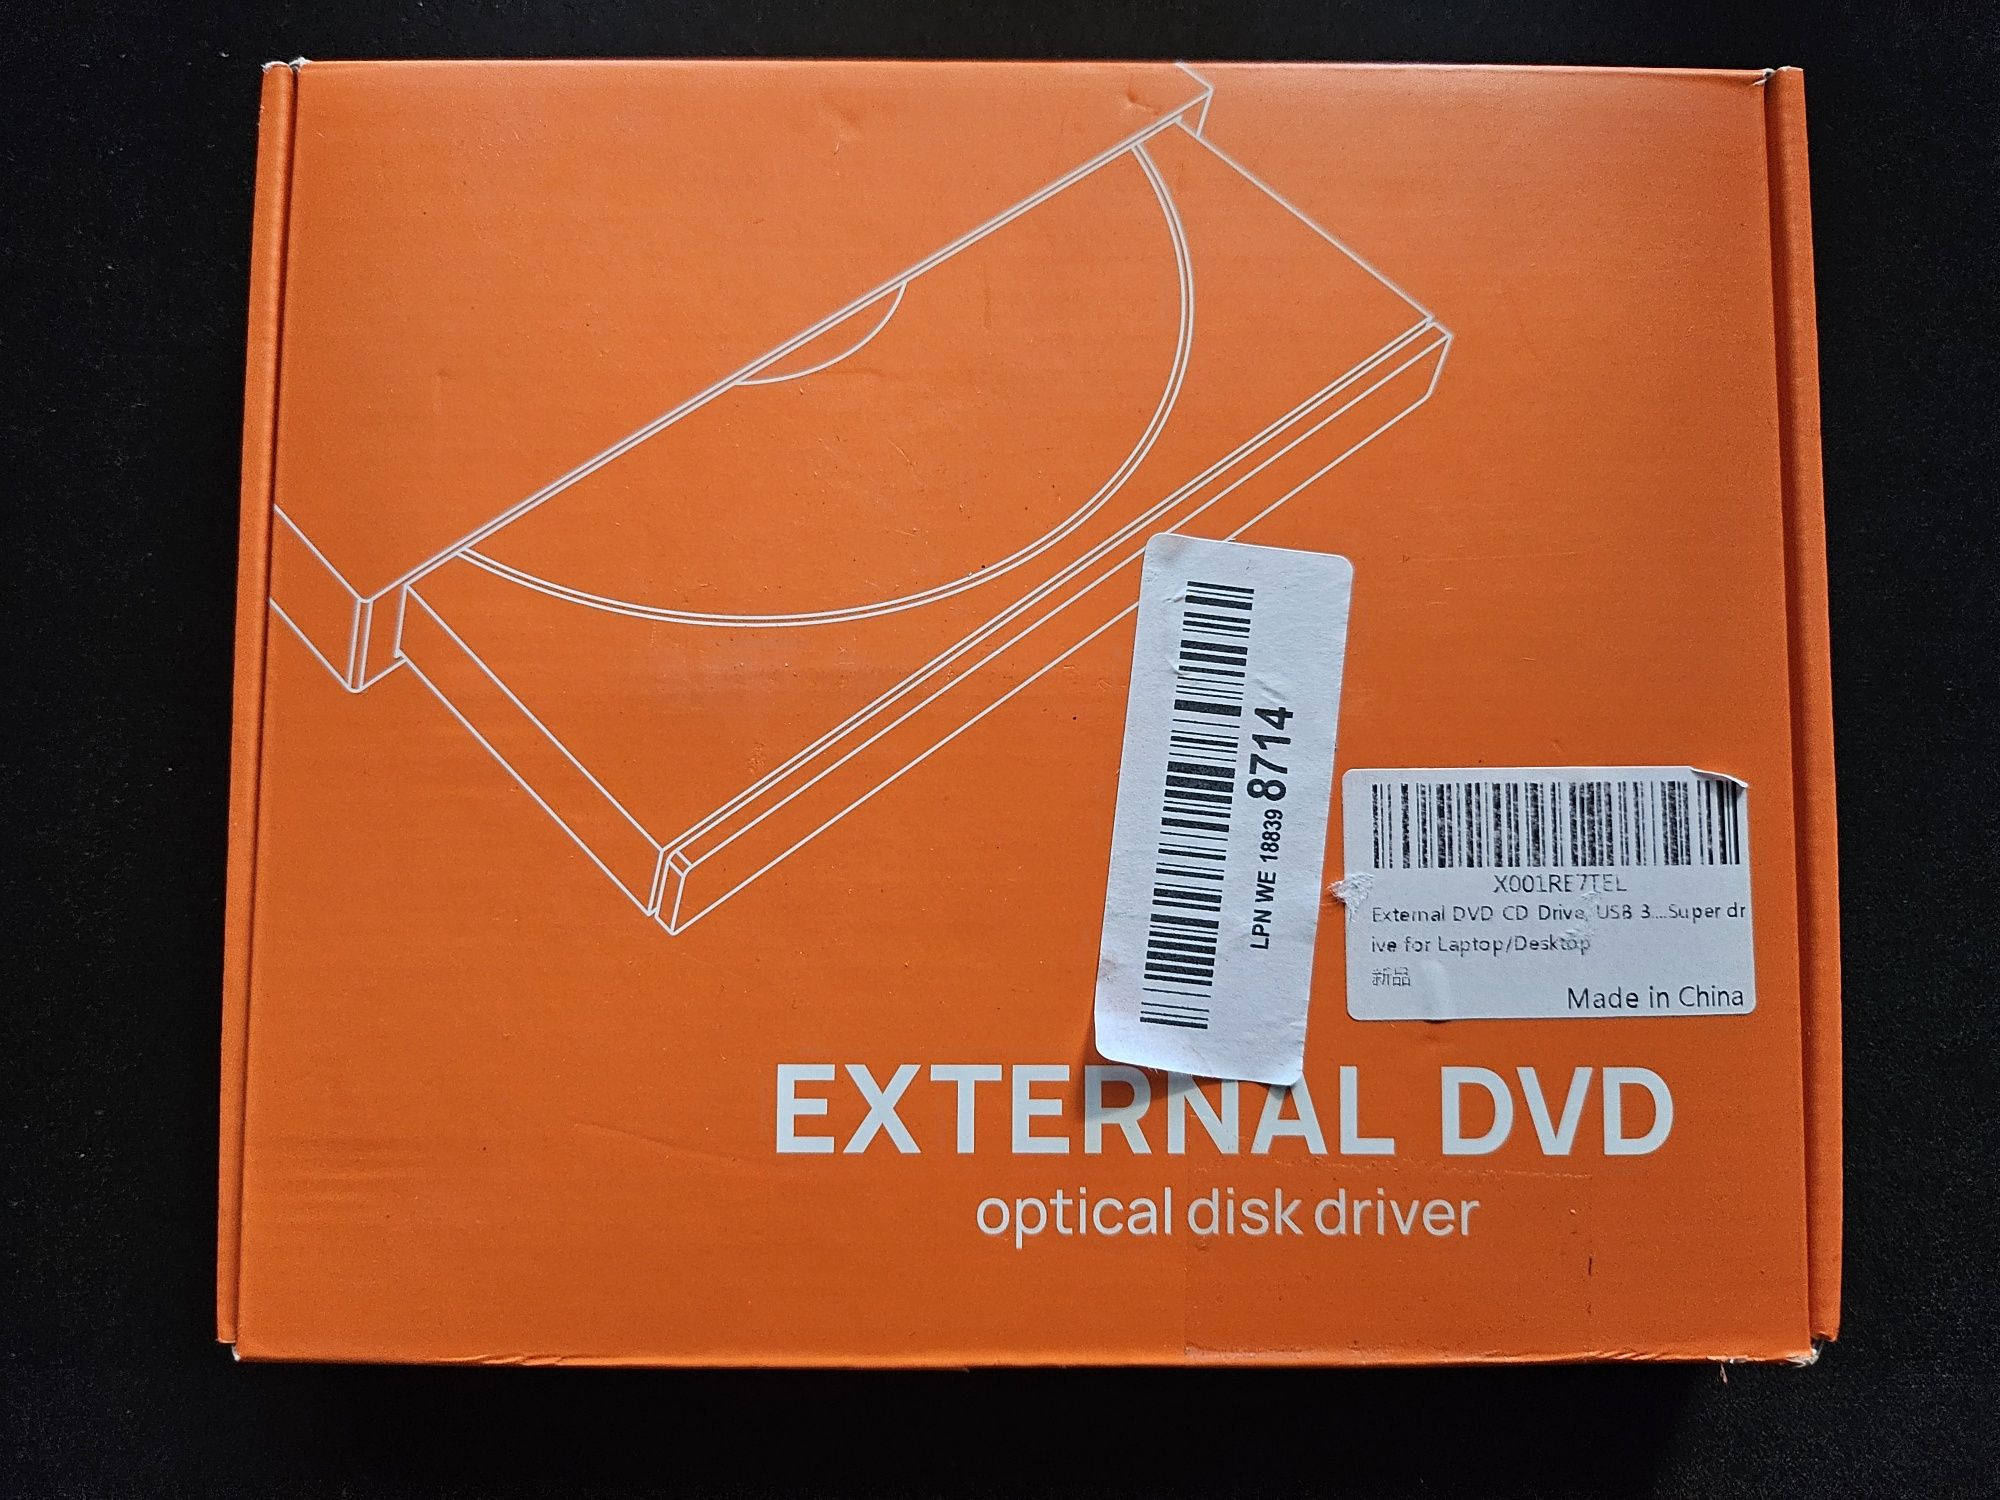 LPN WE 18839 8714
X001RE7TEL
External DVD CD Drive, USB 3...Super dr
ive for Laptop/Desktop
新品
Made in China
EXTERNAL DVD
optical disk driver